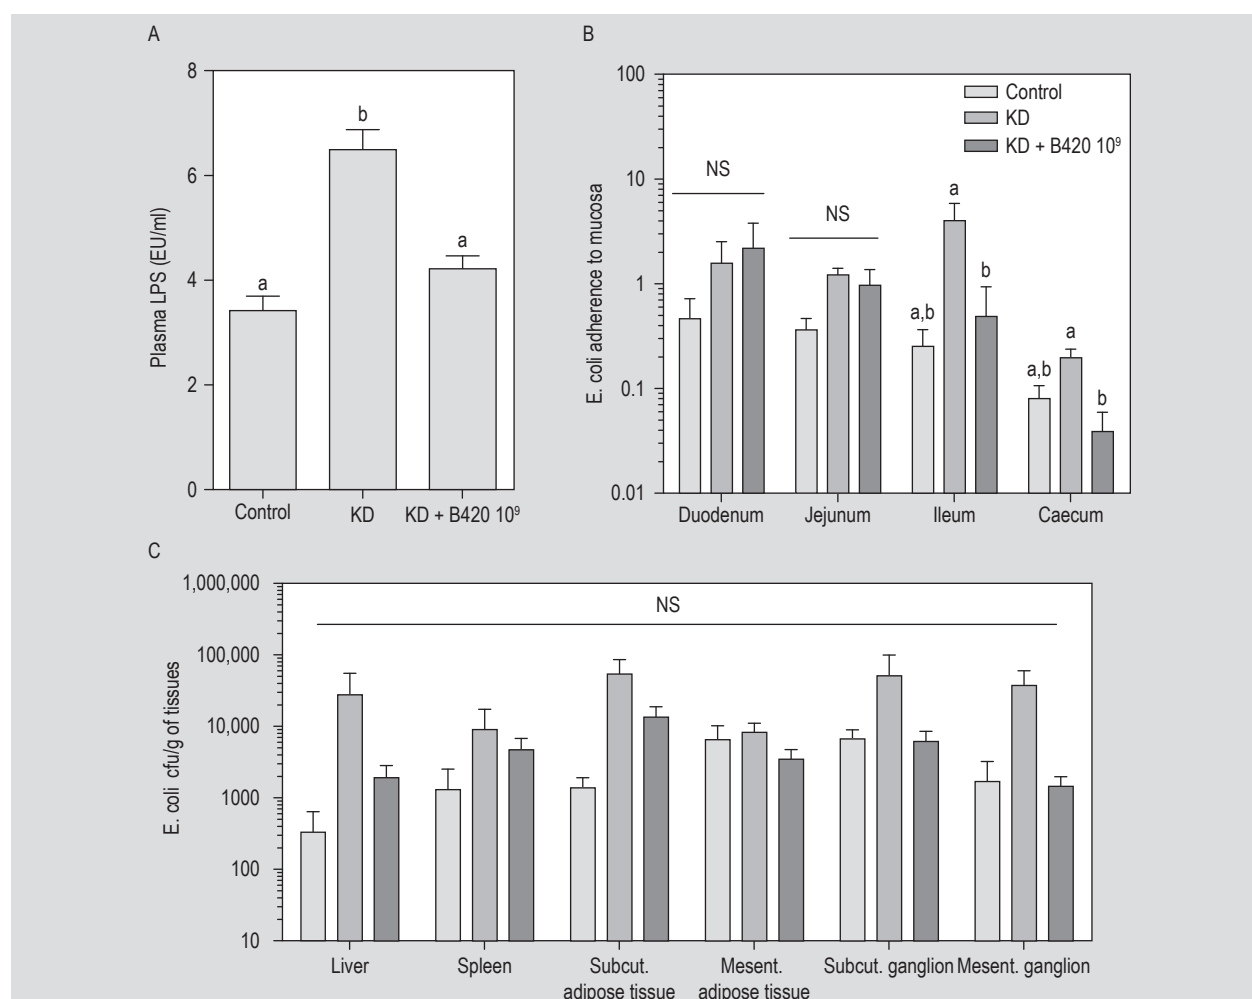 A
Plasma LPS (EU/ml)
8
6
4
2
0
a
b
a
Control
KD
KD + B420 10⁹
B
E. coli adherence to mucosa
100
10
1
0.1
0.01
Control
KD
KD + B420 10⁹
NS
NS
a,b
a
b
a,b
a
b
Duodenum
Jejunum
Ileum
Caecum
C
E. coli cfu/g of tissues
1,000,000
100,000
10,000
1000
100
10
NS
Liver
Spleen
Subcut.
adipose tissue
Mesent.
adipose tissue
Subcut. ganglion
Mesent. ganglion